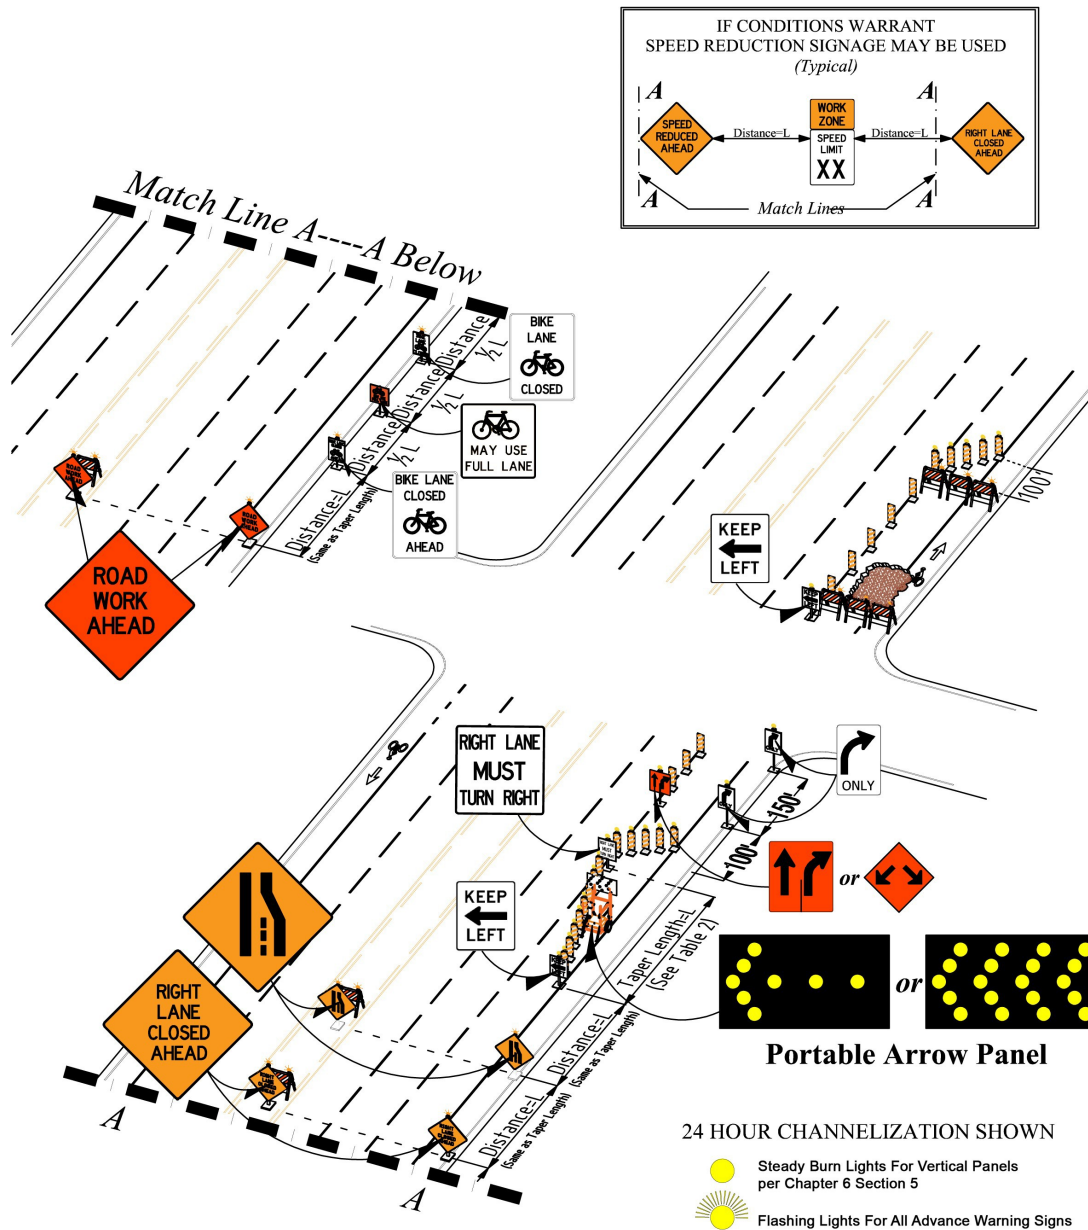 IF CONDITIONS WARRANT
SPEED REDUCTION SIGNAGE MAY BE USED
(Typical)
A
A
SPEED
REDUCED
AHEAD
Distance=L
WORK
ZONE
SPEED
LIMIT
XX
Distance=L
RIGHT LANE
CLOSED
AHEAD
A
A
Match Lines
Match Line A----A Below
Distance
½ L
BIKE
LANE
CLOSED
Distance
½ L
MAY USE
FULL LANE
Distance
½ L
BIKE LANE
CLOSED
AHEAD
Distance=L
(Same as Taper Length)
ROAD
WORK
AHEAD
ROAD
WORK
AHEAD
ROAD
WORK
AHEAD
100'
KEEP
LEFT
RIGHT LANE
MUST
TURN RIGHT
ONLY
150'
100'
or
KEEP
LEFT
Taper Length=L
(See Table 2)
or
Portable Arrow Panel
Distance=L
(Same as Taper Length)
RIGHT
LANE
CLOSED
AHEAD
Distance=L
(Same as Taper Length)
A
A
24 HOUR CHANNELIZATION SHOWN
Steady Burn Lights For Vertical Panels
per Chapter 6 Section 5
Flashing Lights For All Advance Warning Signs